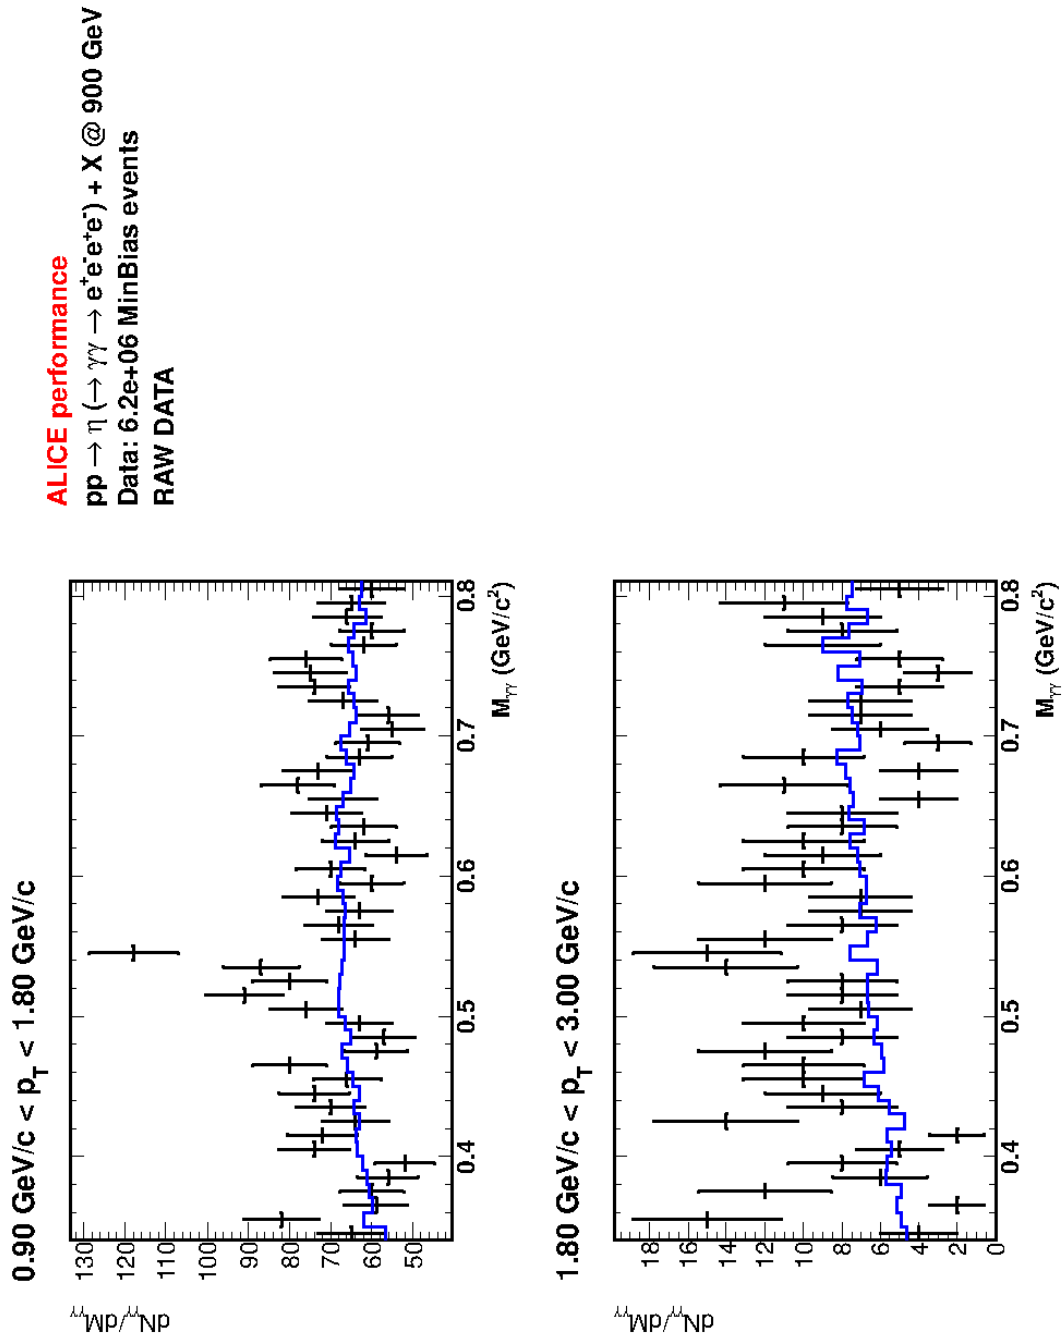 0.90 GeV/c < p_T < 1.80 GeV/c
dN_γγ/dM_γγ
130
120
110
100
90
80
70
60
50
0.4
0.5
0.6
0.7
0.8
M_γγ (GeV/c²)
ALICE performance
pp → η (→ γγ → e⁺e⁻e⁺e⁻) + X @ 900 GeV
Data: 6.2e+06 MinBias events
RAW DATA
1.80 GeV/c < p_T < 3.00 GeV/c
dN_γγ/dM_γγ
18
16
14
12
10
8
6
4
2
0
0.4
0.5
0.6
0.7
0.8
M_γγ (GeV/c²)